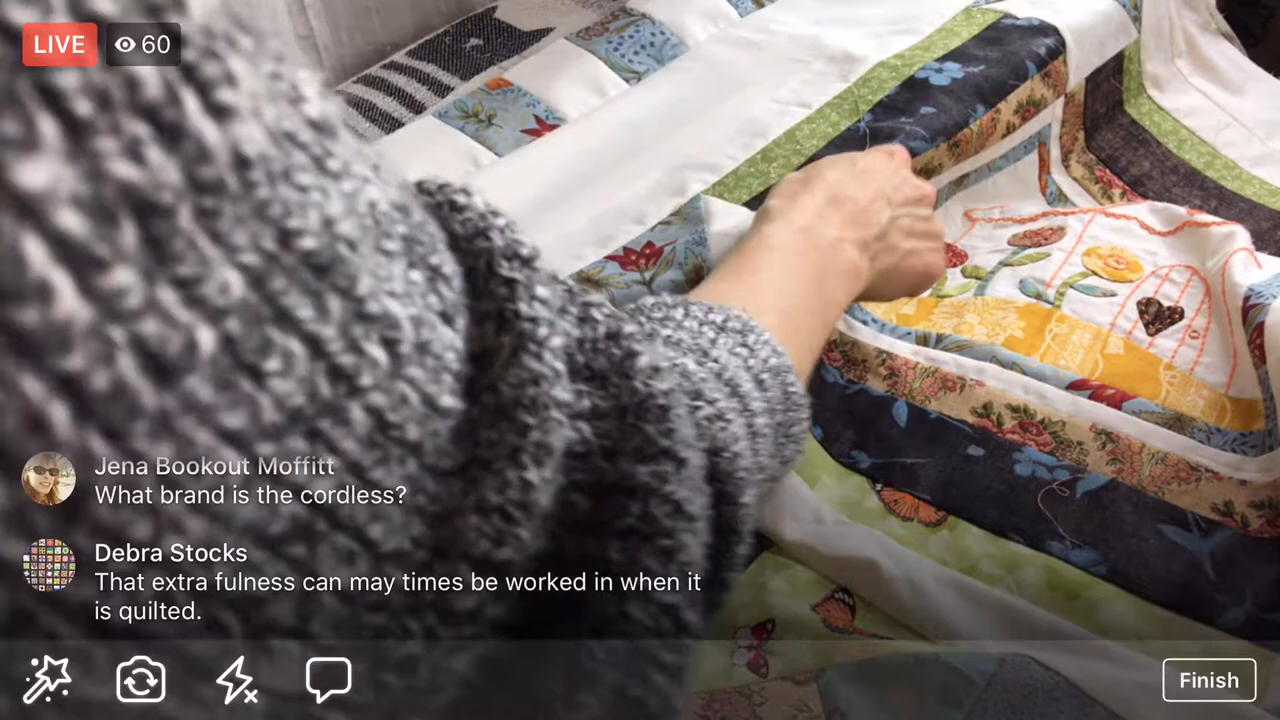 LIVE 60
Jena Bookout Moffitt
What brand is the cordless?
Debra Stocks
That extra fulness can may times be worked in when it
is quilted.
Finish